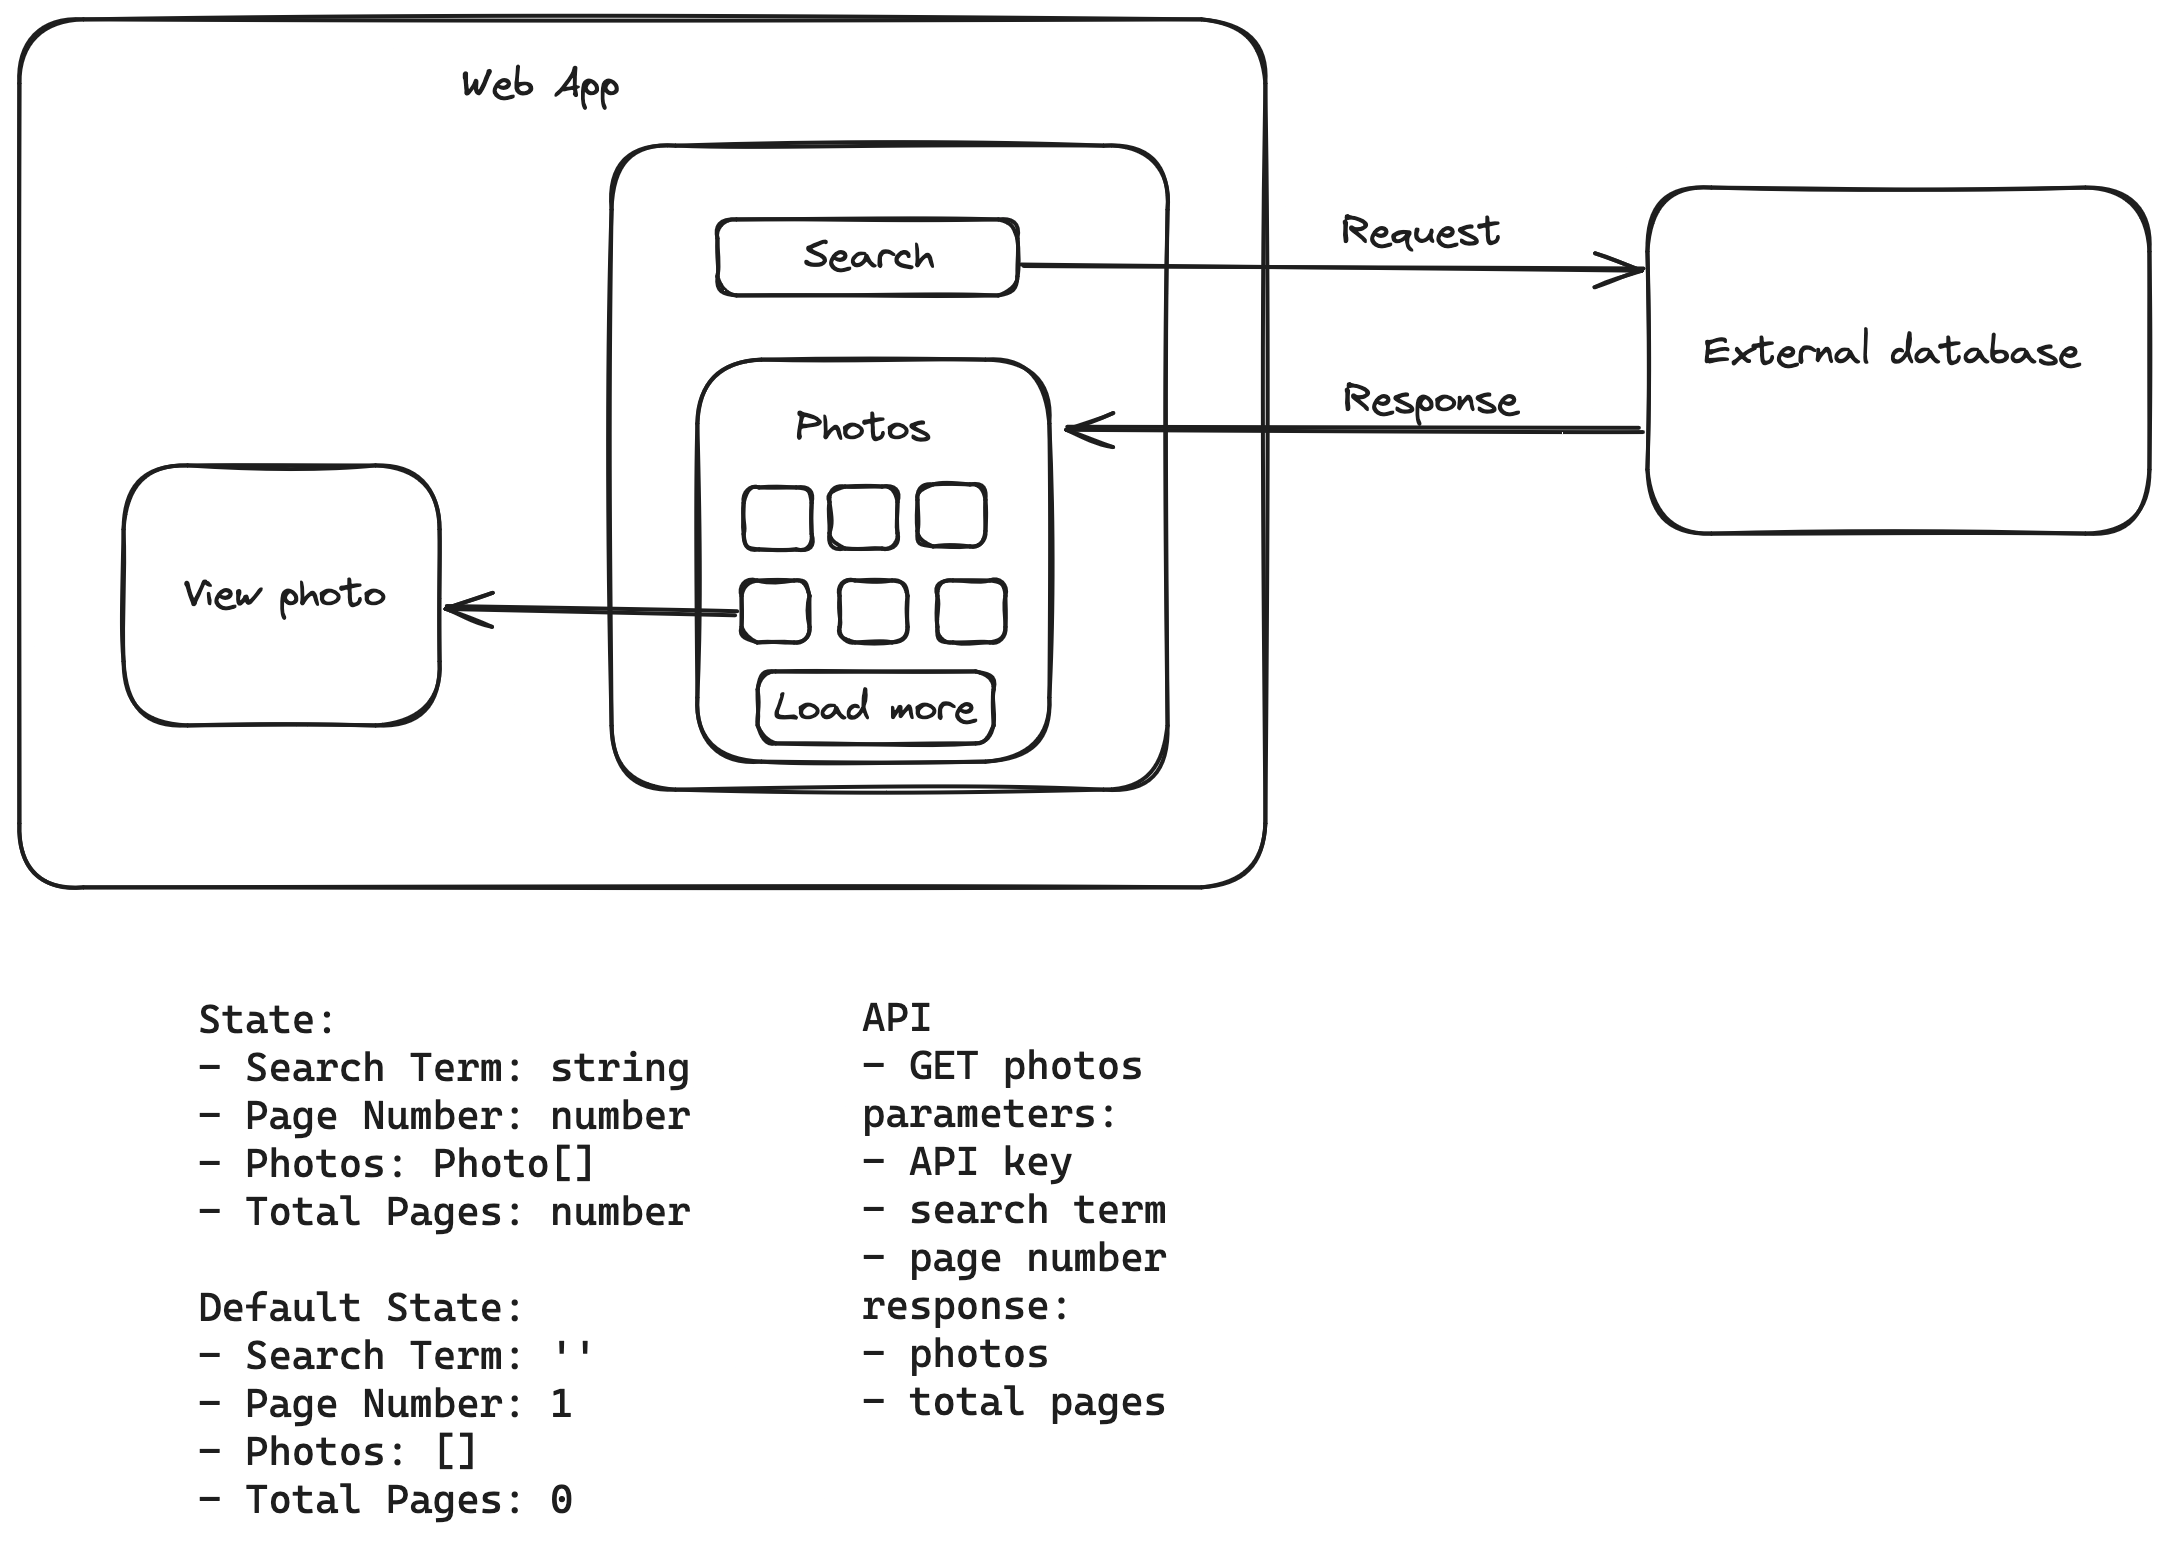 Web App
Search
Request
External database
Response
Photos
View photo
Load more
State:
- Search Term: string
- Page Number: number
- Photos: Photo[]
- Total Pages: number
Default State:
- Search Term: ''
- Page Number: 1
- Photos: []
- Total Pages: 0
API
- GET photos
parameters:
- API key
- search term
- page number
response:
- photos
- total pages